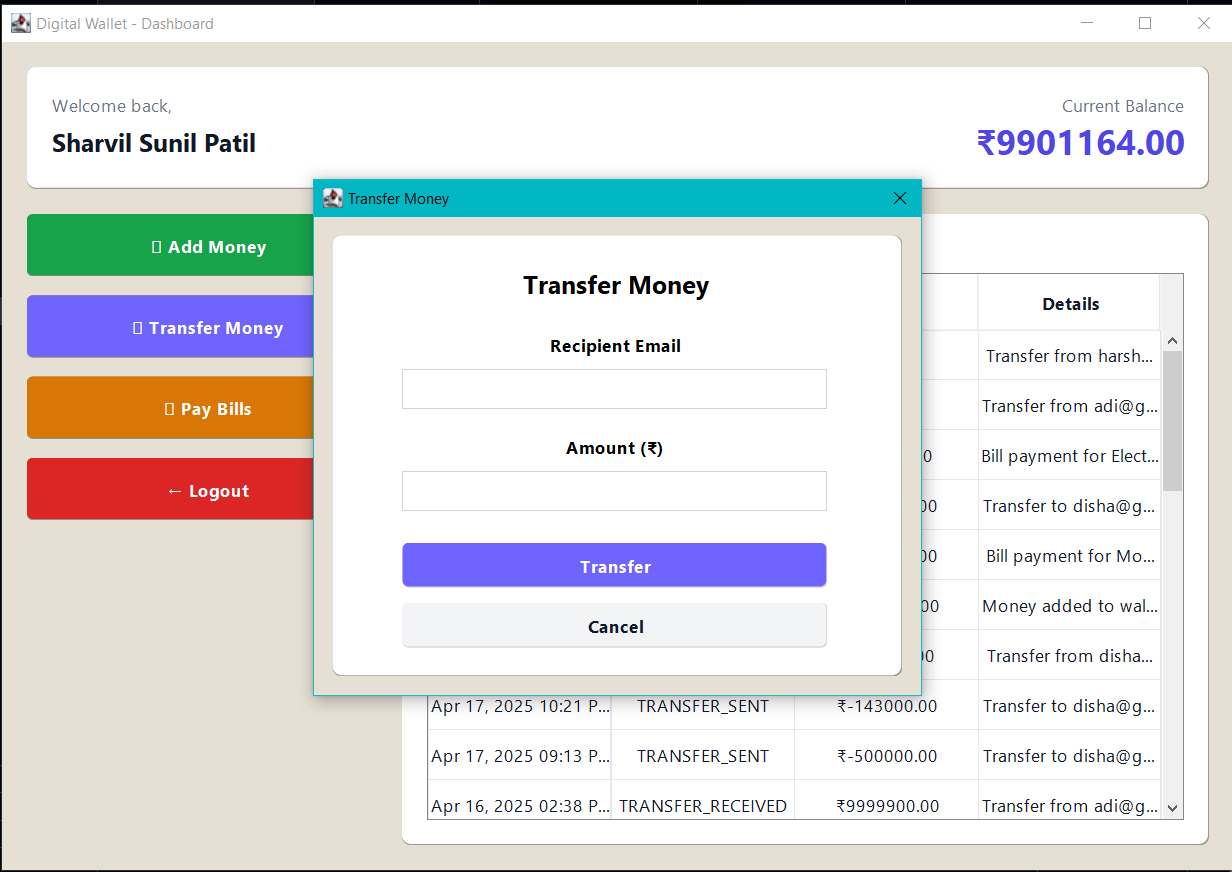 Digital Wallet - Dashboard
Welcome back,
Sharvil Sunil Patil
Current Balance
₹9901164.00
Add Money
Transfer Money
Pay Bills
← Logout
Transfer Money
Transfer Money
Recipient Email
Amount (₹)
Transfer
Cancel
Details
Transfer from harsh...
Transfer from adi@g...
0 Bill payment for Elect...
00 Transfer to disha@g...
00 Bill payment for Mo...
00 Money added to wal...
00 Transfer from disha...
Apr 17, 2025 10:21 P... TRANSFER_SENT ₹-143000.00 Transfer to disha@g...
Apr 17, 2025 09:13 P... TRANSFER_SENT ₹-500000.00 Transfer to disha@g...
Apr 16, 2025 02:38 P... TRANSFER_RECEIVED ₹9999900.00 Transfer from adi@g...